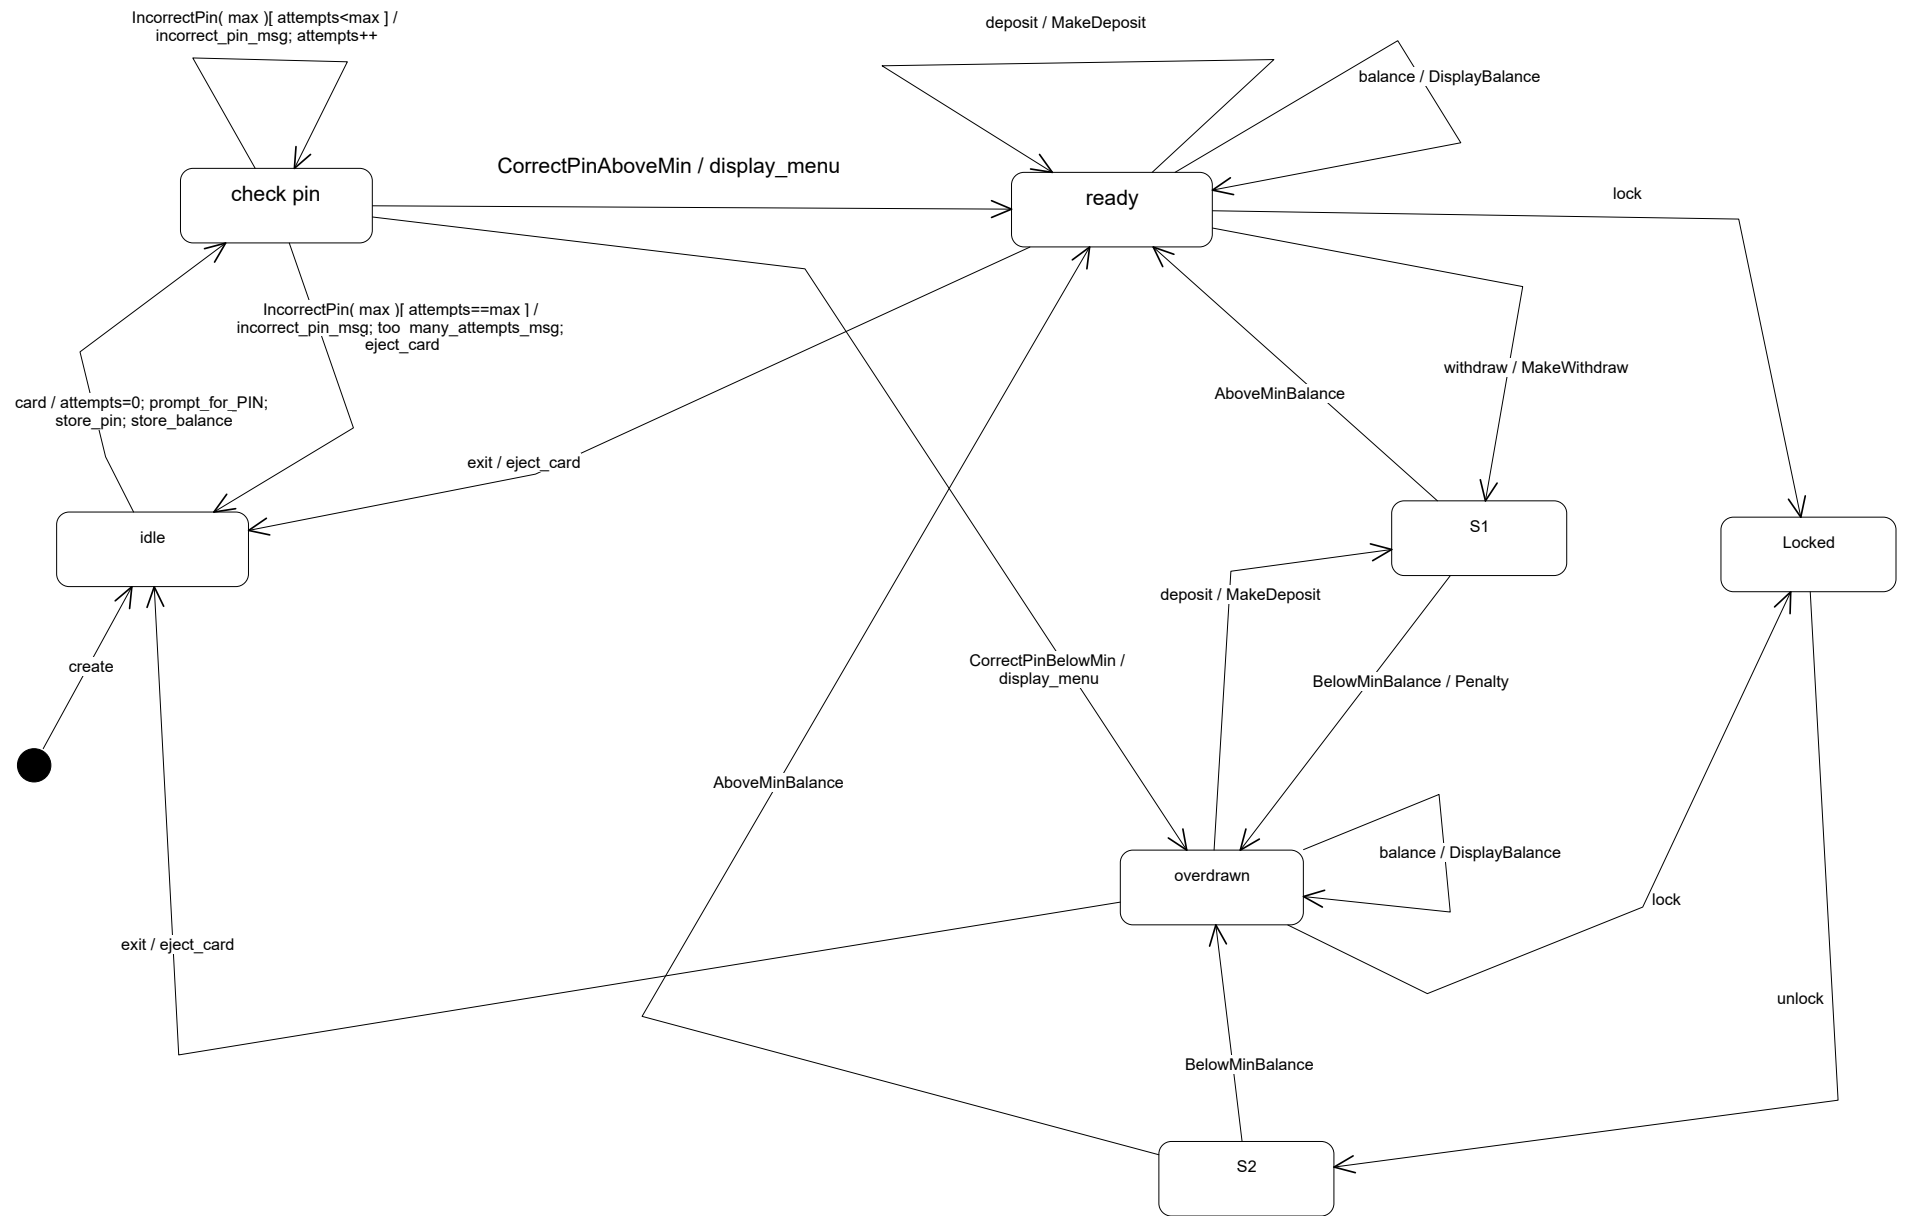 IncorrectPin( max )[ attempts<max ] /
incorrect_pin_msg; attempts++
deposit / MakeDeposit
balance / DisplayBalance
CorrectPinAboveMin / display_menu
check pin
ready
lock
IncorrectPin( max )[ attempts==max ] /
incorrect_pin_msg; too_many_attempts_msg;
eject_card
withdraw / MakeWithdraw
AboveMinBalance
card / attempts=0; prompt_for_PIN;
store_pin; store_balance
exit / eject_card
idle
S1
Locked
deposit / MakeDeposit
create
CorrectPinBelowMin /
display_menu
BelowMinBalance / Penalty
AboveMinBalance
balance / DisplayBalance
overdrawn
lock
exit / eject_card
unlock
BelowMinBalance
S2